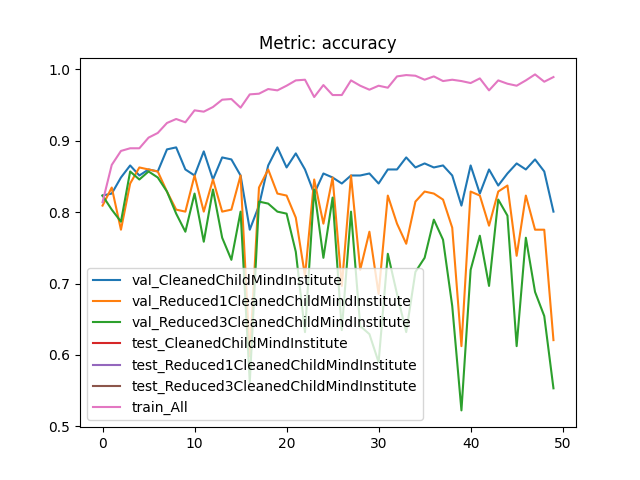 Metric: accuracy
1.0
0.9
0.8
0.7
0.6
0.5
val_CleanedChildMindInstitute
val_Reduced1CleanedChildMindInstitute
val_Reduced3CleanedChildMindInstitute
test_CleanedChildMindInstitute
test_Reduced1CleanedChildMindInstitute
test_Reduced3CleanedChildMindInstitute
train_All
0 10 20 30 40 50